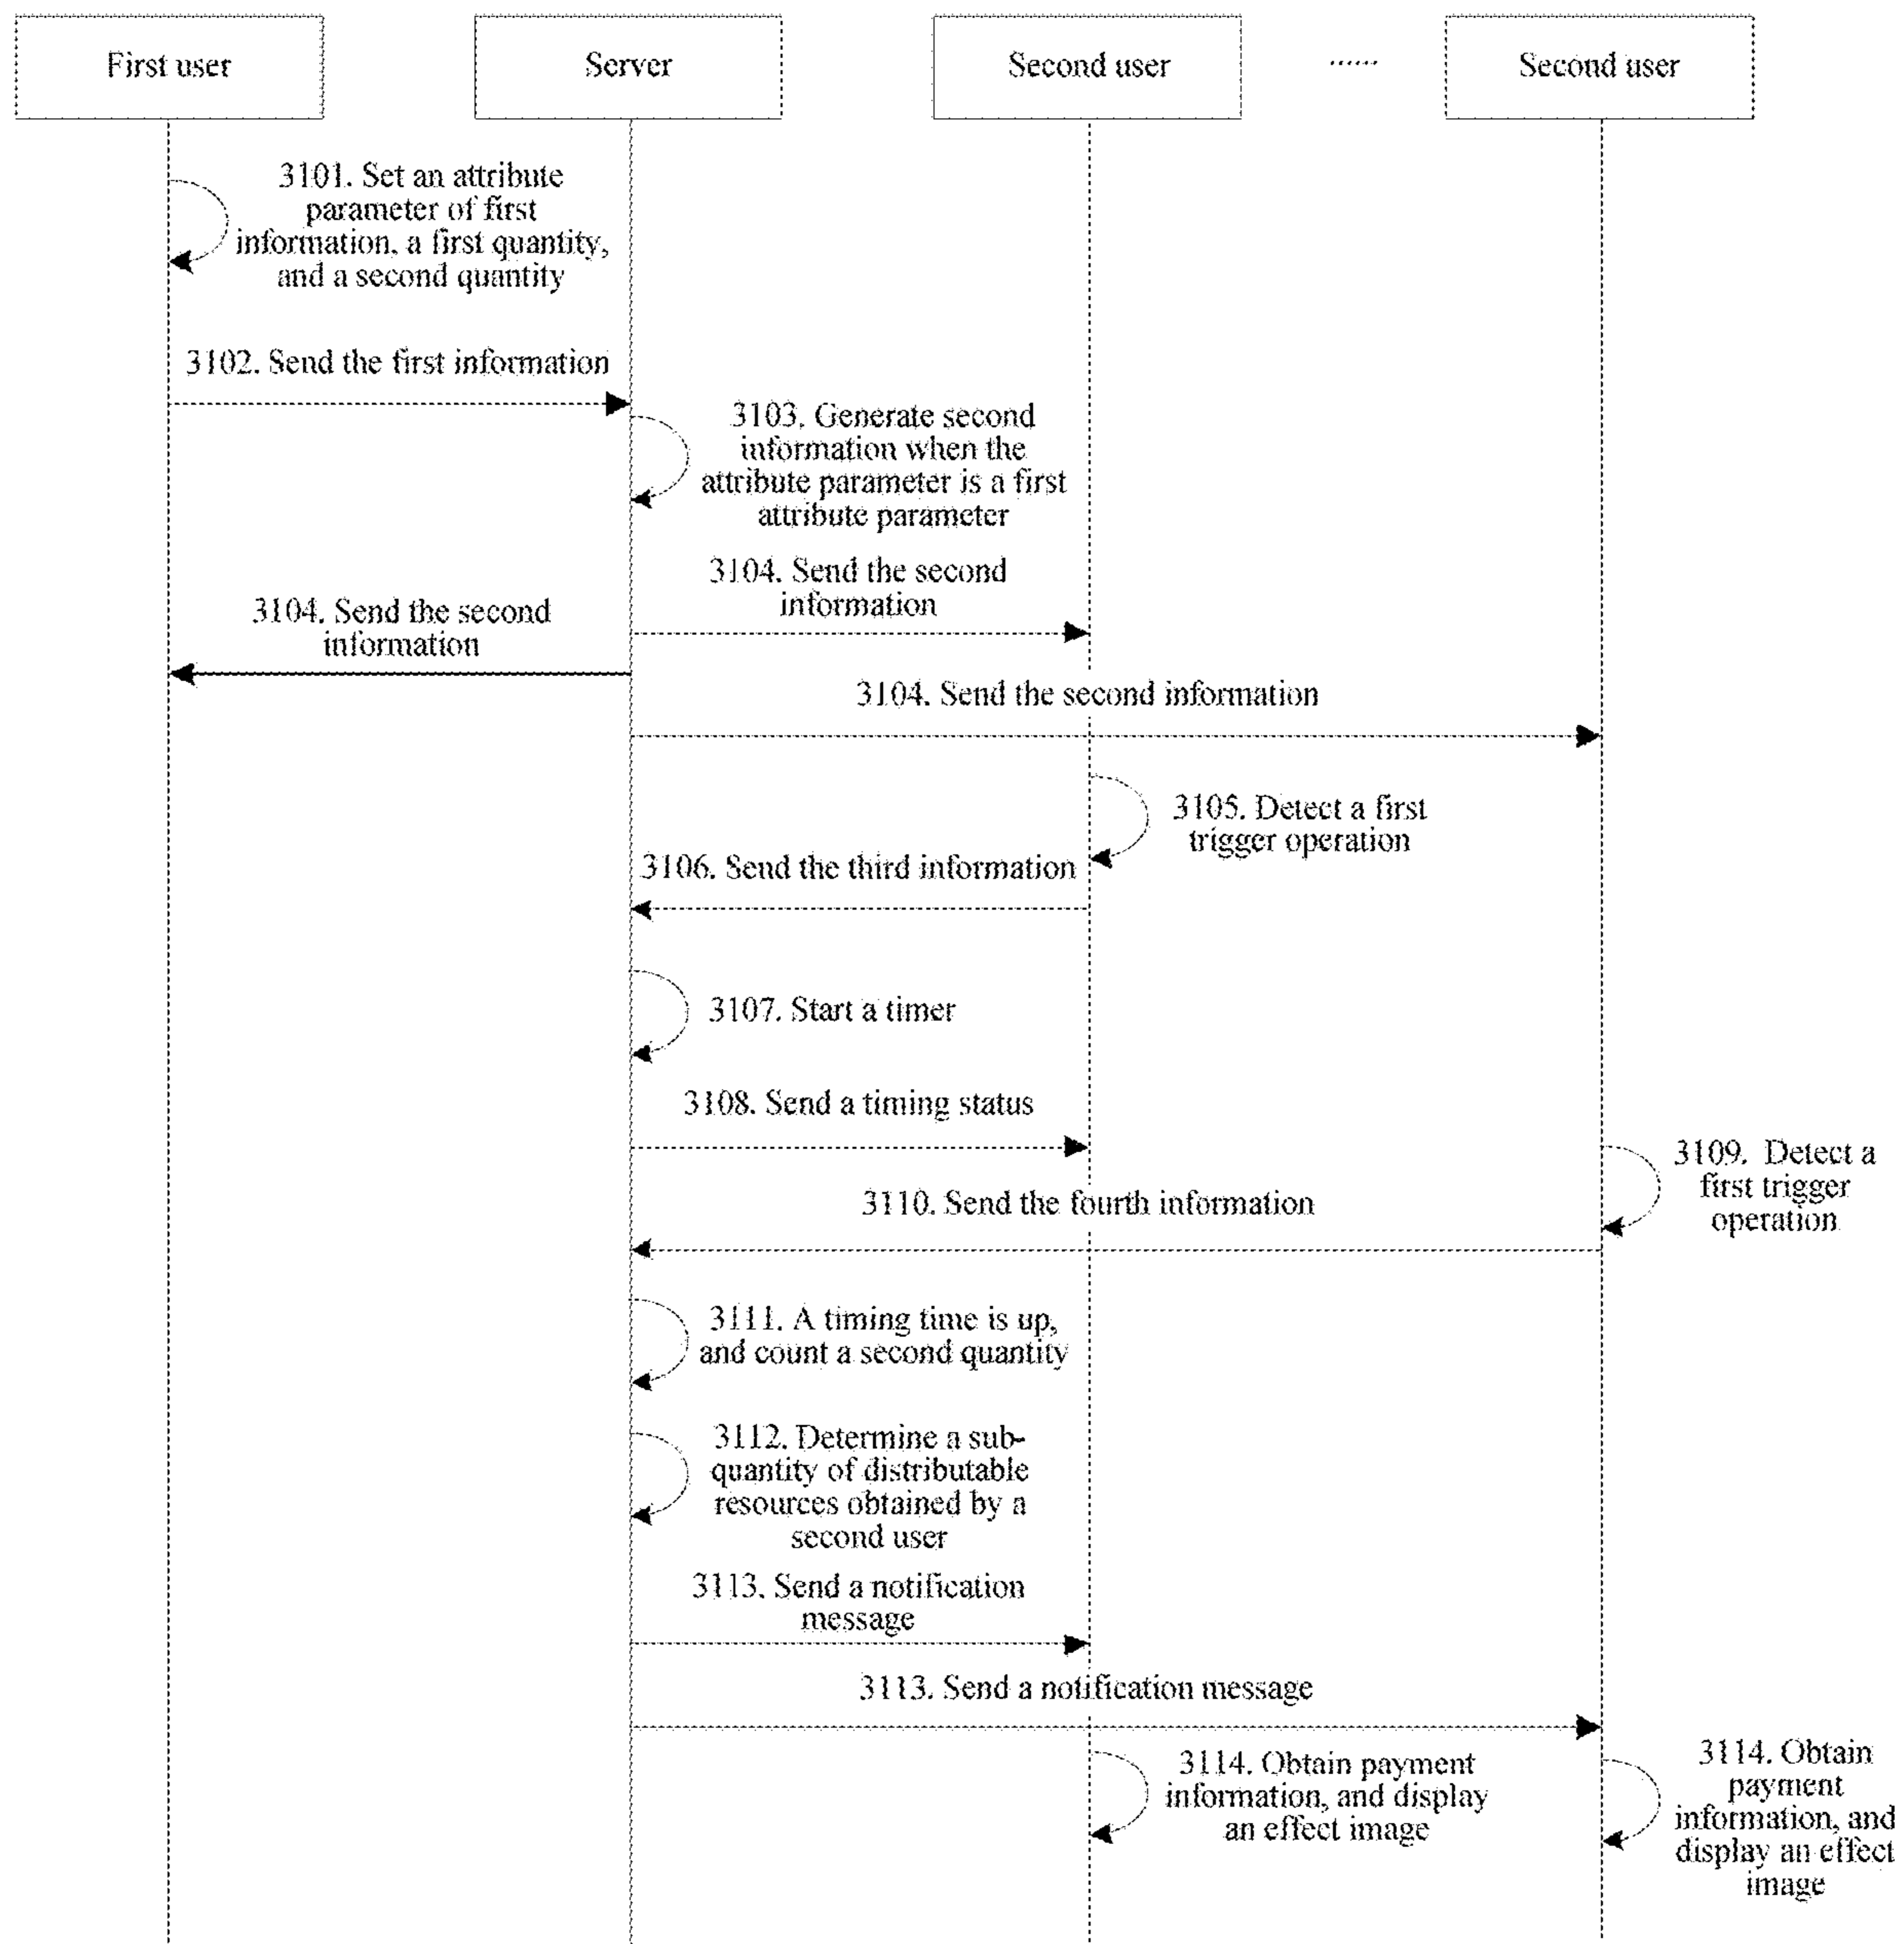 First user
Server
Second user
......
Second user
3101. Set an attribute
parameter of first
information, a first quantity,
and a second quantity
3102. Send the first information
3103. Generate second
information when the
attribute parameter is a first
attribute parameter
3104. Send the second
information
3104. Send the second
information
3104. Send the second information
3105. Detect a first
trigger operation
3106. Send the third information
3107. Start a timer
3108. Send a timing status
3109. Detect a
first trigger
operation
3110. Send the fourth information
3111. A timing time is up,
and count a second quantity
3112. Determine a sub-
quantity of distributable
resources obtained by a
second user
3113. Send a notification
message
3113. Send a notification message
3114. Obtain payment
information, and display
an effect image
3114. Obtain
payment
information, and
display an effect
image